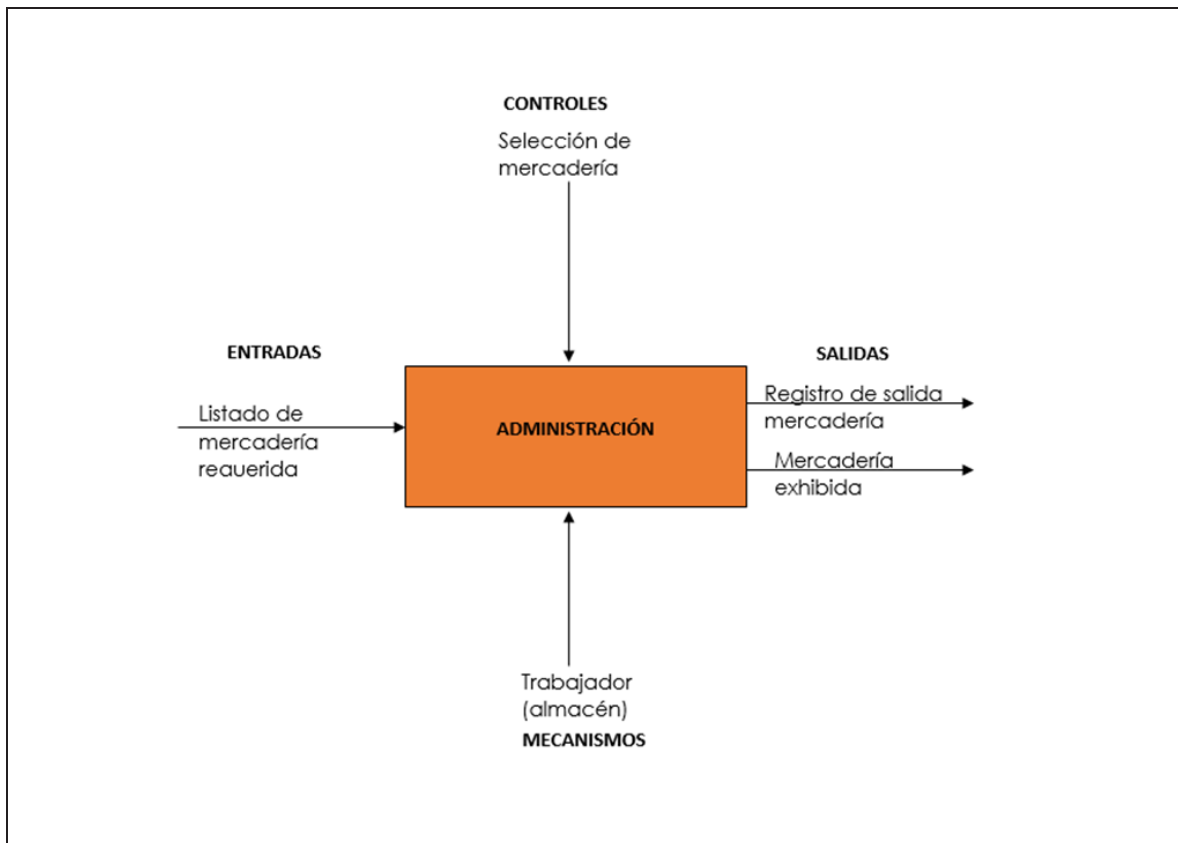 CONTROLES
Selección de
mercadería
ENTRADAS
Listado de
mercadería
reauerida
ADMINISTRACIÓN
SALIDAS
Registro de salida
mercadería
Mercadería
exhibida
Trabajador
(almacén)
MECANISMOS